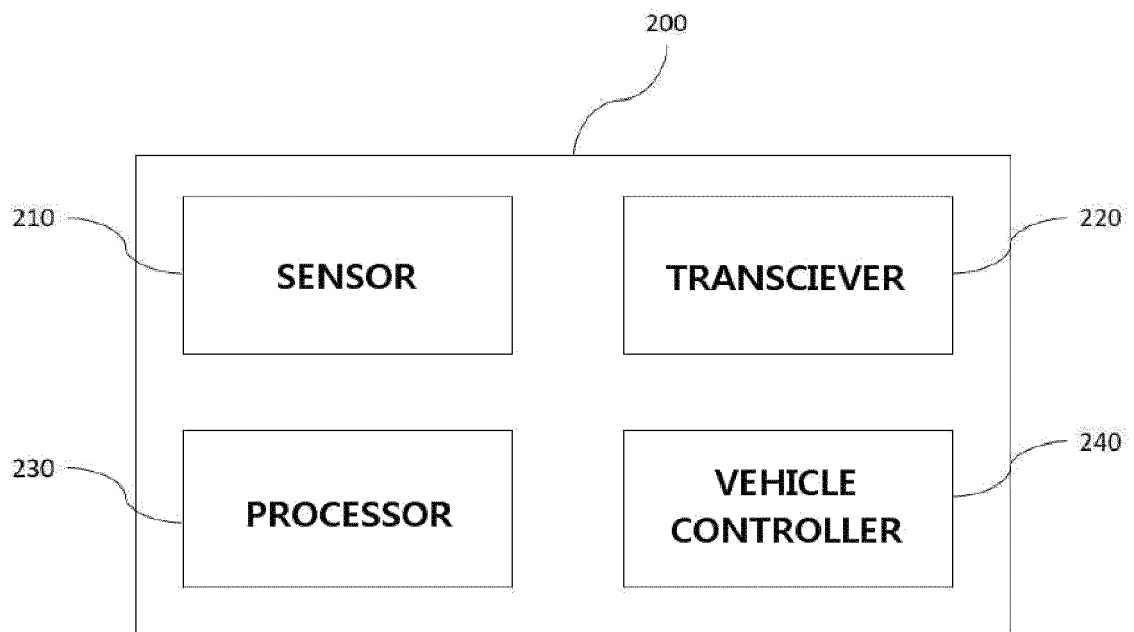 200
210
SENSOR
TRANSCIEVER
220
230
PROCESSOR
VEHICLE
CONTROLLER
240